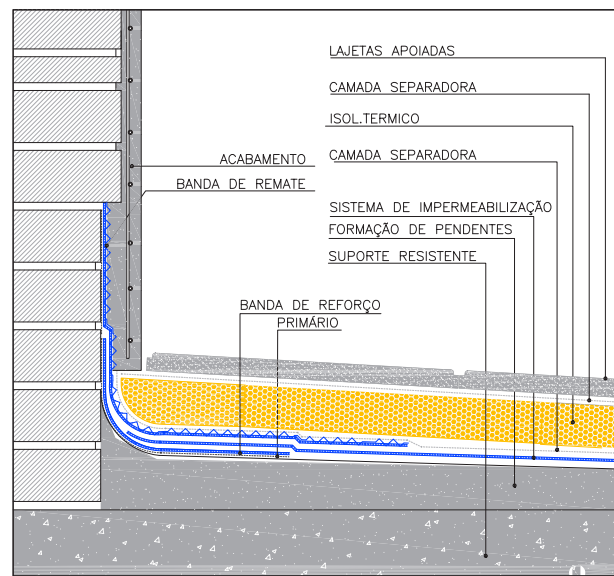 LAJETAS APOIADAS
CAMADA SEPARADORA
ISOL.TERMICO
CAMADA SEPARADORA
ACABAMENTO
BANDA DE REMATE
SISTEMA DE IMPERMEABILIZAÇÃO
FORMAÇÃO DE PENDENTES
SUPORTE RESISTENTE
BANDA DE REFORÇO
PRIMÁRIO